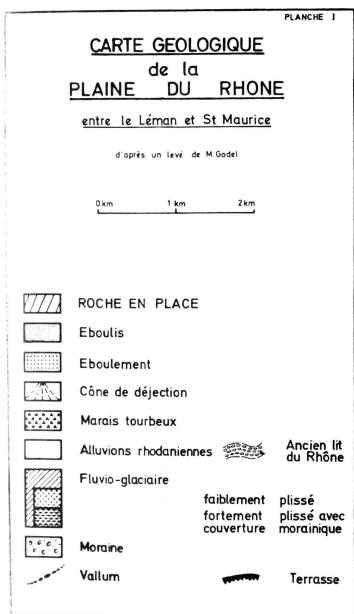 PLANCHE I
CARTE GEOLOGIQUE
de la
PLAINE DU RHONE
entre le Léman et St Maurice
d'après un levé de M. Godel
0km 1 km 2km
ROCHE EN PLACE
Eboulis
Eboulement
Cône de déjection
Marais tourbeux
Alluvions rhodaniennes
Ancien lit
du Rhône
Fluvio-glaciaire
faiblement plissé
fortement plissé avec
couverture morainique
Moraine
Vallum
Terrasse